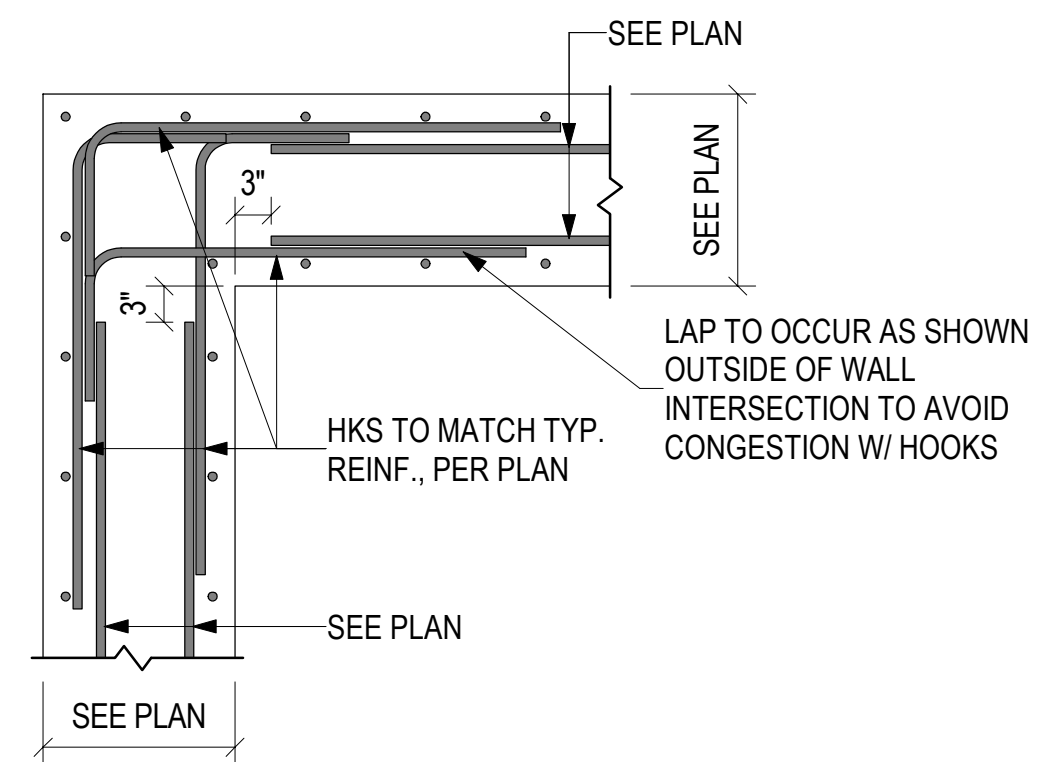 SEE PLAN
SEE PLAN
3"
3"
LAP TO OCCUR AS SHOWN
OUTSIDE OF WALL
INTERSECTION TO AVOID
CONGESTION W/ HOOKS
HKS TO MATCH TYP.
REINF., PER PLAN
SEE PLAN
SEE PLAN